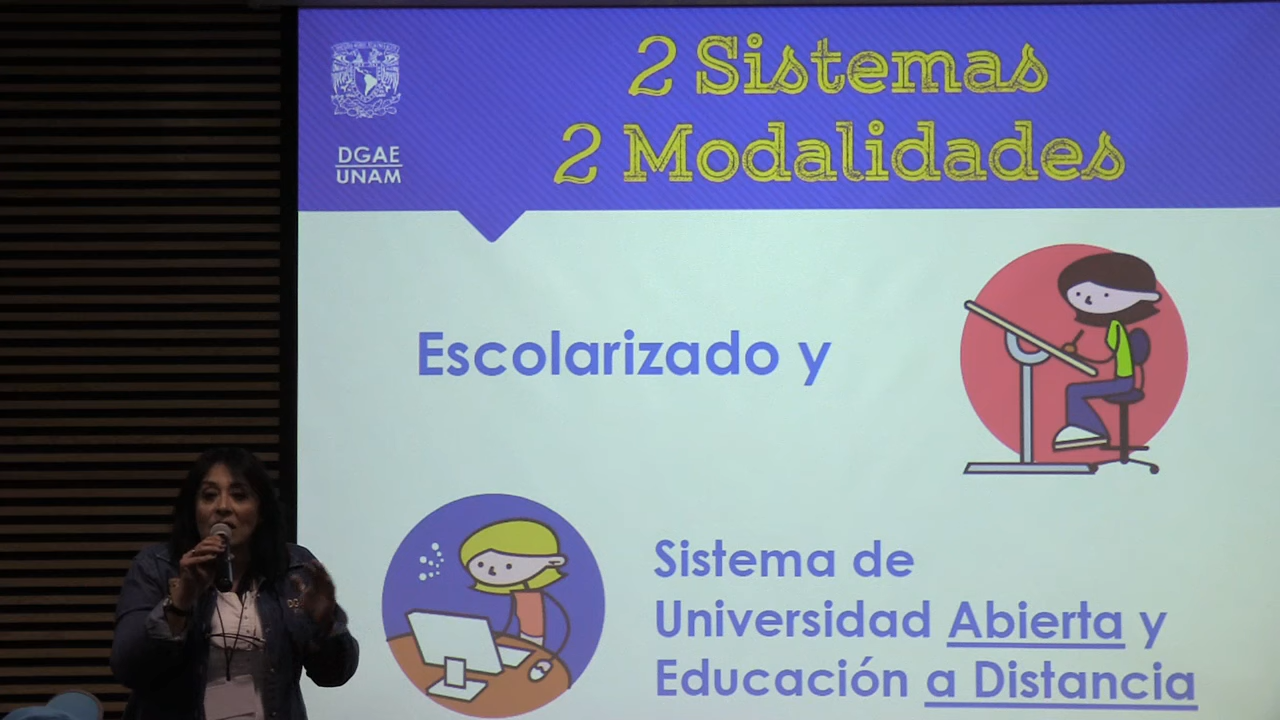 2 Sistemas
2 Modalidades
DGAE
UNAM
Escolarizado y
Sistema de
Universidad Abierta y
Educación a Distancia